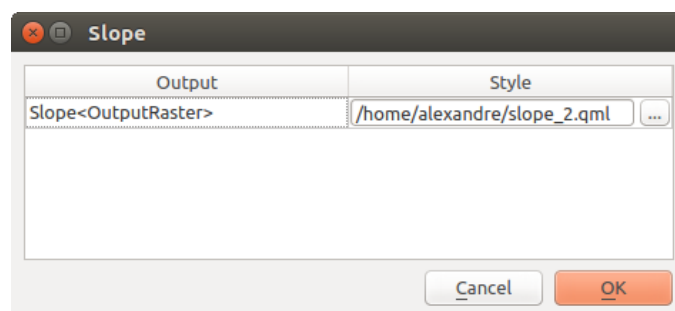 Slope
Output Style
Slope<OutputRaster> /home/alexandre/slope_2.qml ...
Cancel OK